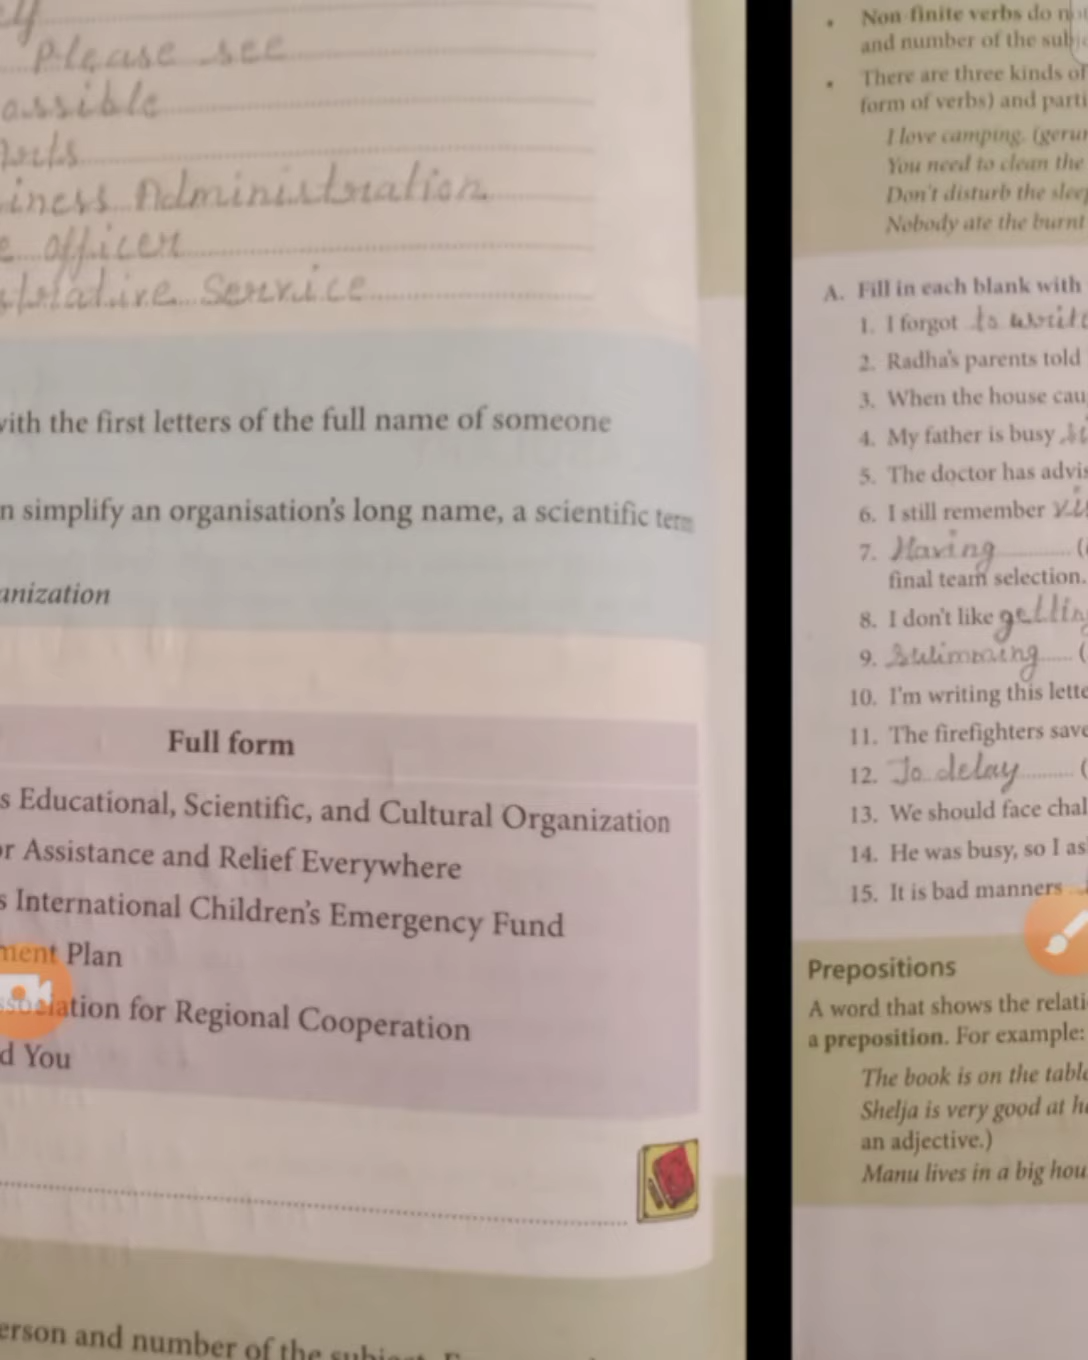 Please see
iness Administration
officer
Service
with the first letters of the full name of someone
n simplify an organisation's long name, a scientific term
anization
Full form
s Educational, Scientific, and Cultural Organization
or Assistance and Relief Everywhere
s International Children's Emergency Fund
ment Plan
ssociation for Regional Cooperation
d You
erson and number of the subject.
• Non-finite verbs do not
and number of the subje
• There are three kinds of
form of verbs) and parti
I love camping. (gerun
You need to clean the
Don't disturb the sleep
Nobody ate the burnt
A. Fill in each blank with
1. I forgot to write
2. Radha's parents told
3. When the house cau
4. My father is busy
5. The doctor has advis
6. I still remember
7. Having (
final team selection.
8. I don't like getting
9. Swimming (
10. I'm writing this lette
11. The firefighters save
12. To delay (
13. We should face chal
14. He was busy, so I as
15. It is bad manners
Prepositions
A word that shows the relati
a preposition. For example:
The book is on the table
Shelja is very good at h
an adjective.)
Manu lives in a big hou